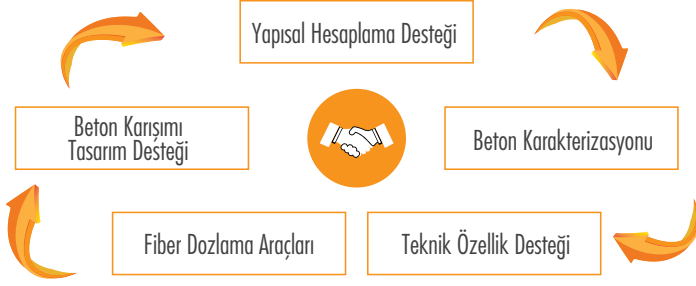 Yapısal Hesaplama Desteği
Beton Karışımı
Tasarım Desteği
Beton Karakterizasyonu
Fiber Dozlama Araçları
Teknik Özellik Desteği